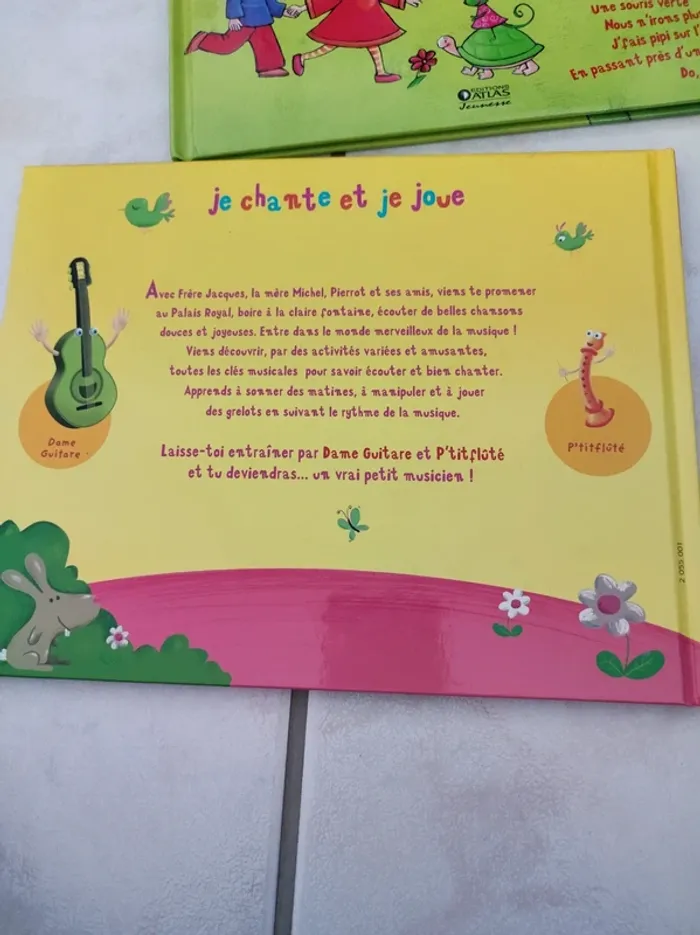 Une souris verte
Nous n'irons plu
J'fais pipi sur l'
En passant près d'un
Do,
EDITIONS
ATLAS
Jeunesse
je chante et je joue
Avec Frère Jacques, la mère Michel, Pierrot et ses amis, viens te promener
au Palais Royal, boire à la claire fontaine, écouter de belles chansons
douces et joyeuses. Entre dans le monde merveilleux de la musique !
Viens découvrir, par des activités variées et amusantes,
toutes les clés musicales pour savoir écouter et bien chanter.
Apprends à sonner des matines, à manipuler et à jouer
des grelots en suivant le rythme de la musique.
Laisse-toi entraîner par Dame Guitare et P'titflûté
et tu deviendras... un vrai petit musicien !
Dame
Guitare
P'titflûté
2 055 001